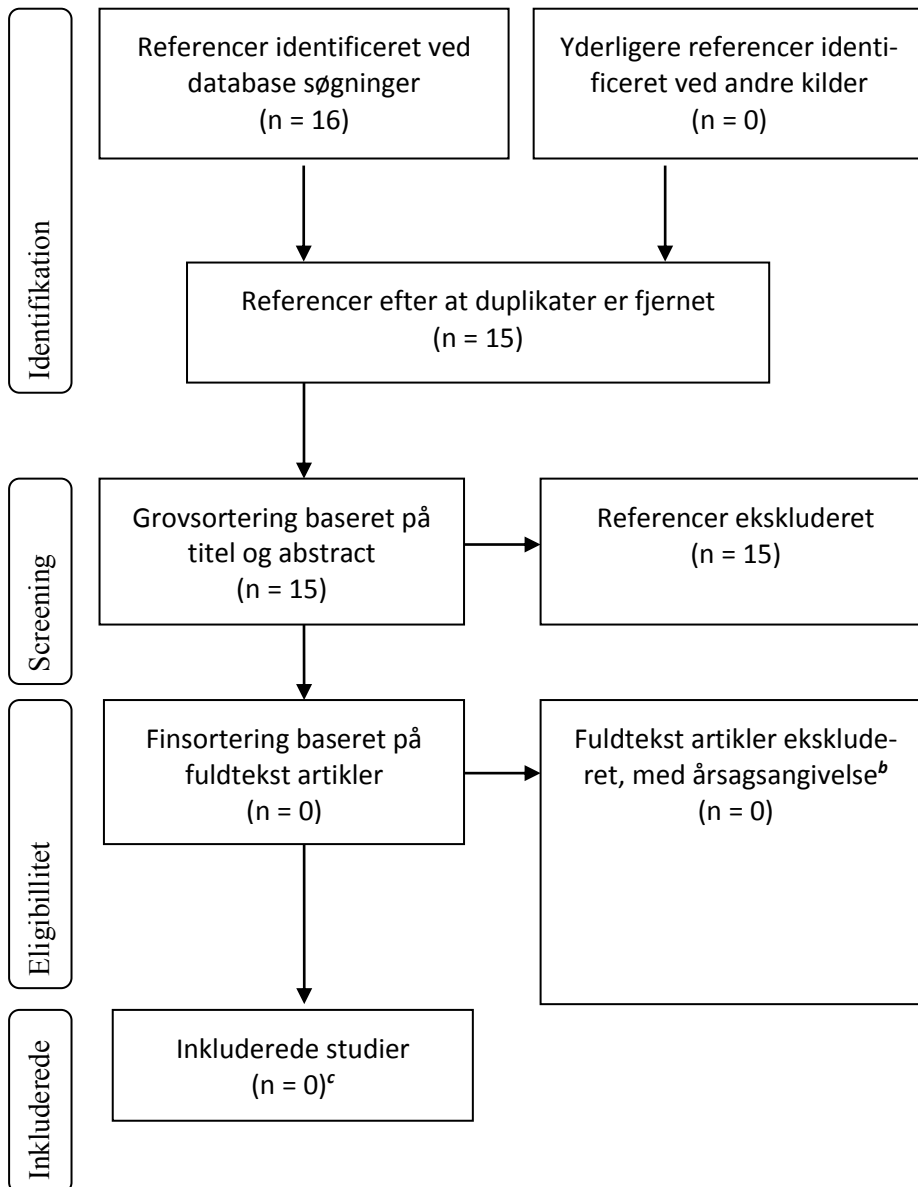 Identifikation
Referencer identificeret ved
database søgninger
(n = 16)
Yderligere referencer identi-
ficeret ved andre kilder
(n = 0)
Referencer efter at duplikater er fjernet
(n = 15)
Screening
Grovsortering baseret på
titel og abstract
(n = 15)
Referencer ekskluderet
(n = 15)
Eligibillitet
Finsortering baseret på
fuldtekst artikler
(n = 0)
Fuldtekst artikler eksklude-
ret, med årsagsangivelseᵇ
(n = 0)
Inkluderede
Inkluderede studier
(n = 0)ᶜ